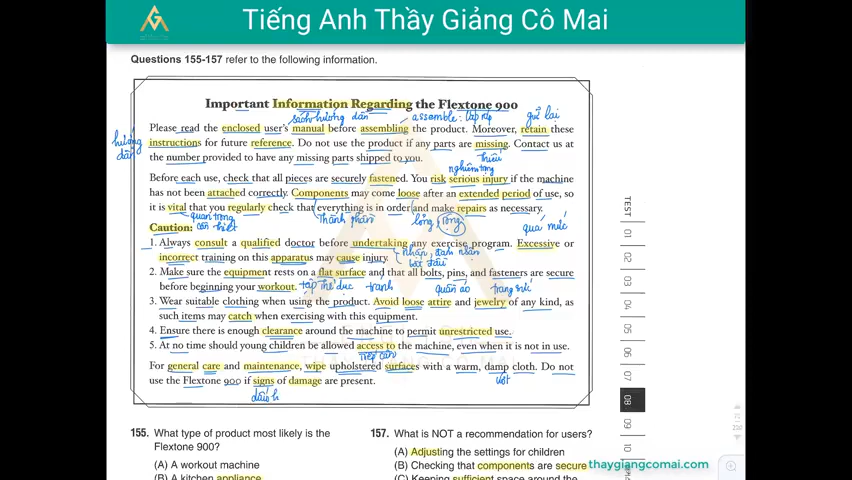 Tiếng Anh Thầy Giảng Cô Mai
Questions 155-157 refer to the following information.
Important Information Regarding the Flextone 900
sách hướng dẫn
assemble: lắp ráp
giữ lại
Please read the enclosed user's manual before assembling the product. Moreover, retain these
hướng dẫn
instructions for future reference. Do not use the product if any parts are missing. Contact us at
thiếu
the number provided to have any missing parts shipped to you.
nghiêm trọng
Before each use, check that all pieces are securely fastened. You risk serious injury if the machine
has not been attached correctly. Components may come loose after an extended period of use, so
it is vital that you regularly check that everything is in order and make repairs as necessary.
quan trọng
cần thiết
thành phần
lỏng, rộng
quá mức
Caution:
1. Always consult a qualified doctor before undertaking any exercise program. Excessive or
incorrect training on this apparatus may cause injury.
bắt đầu
2. Make sure the equipment rests on a flat surface and that all bolts, pins, and fasteners are secure
before beginning your workout.
tập thể dục
tránh
quần áo
trang sức
3. Wear suitable clothing when using the product. Avoid loose attire and jewelry of any kind, as
such items may catch when exercising with this equipment.
4. Ensure there is enough clearance around the machine to permit unrestricted use.
5. At no time should young children be allowed access to the machine, even when it is not in use.
tiếp cận
For general care and maintenance, wipe upholstered surfaces with a warm, damp cloth. Do not
ướt
use the Flextone 900 if signs of damage are present.
dấu hiệu
TEST
01
02
03
04
05
06
07
08
09
10
155. What type of product most likely is the
Flextone 900?
(A) A workout machine
(B) A kitchen appliance
157. What is NOT a recommendation for users?
(A) Adjusting the settings for children
(B) Checking that components are secure
(C) Keeping sufficient space around the
thaygiangcomai.com